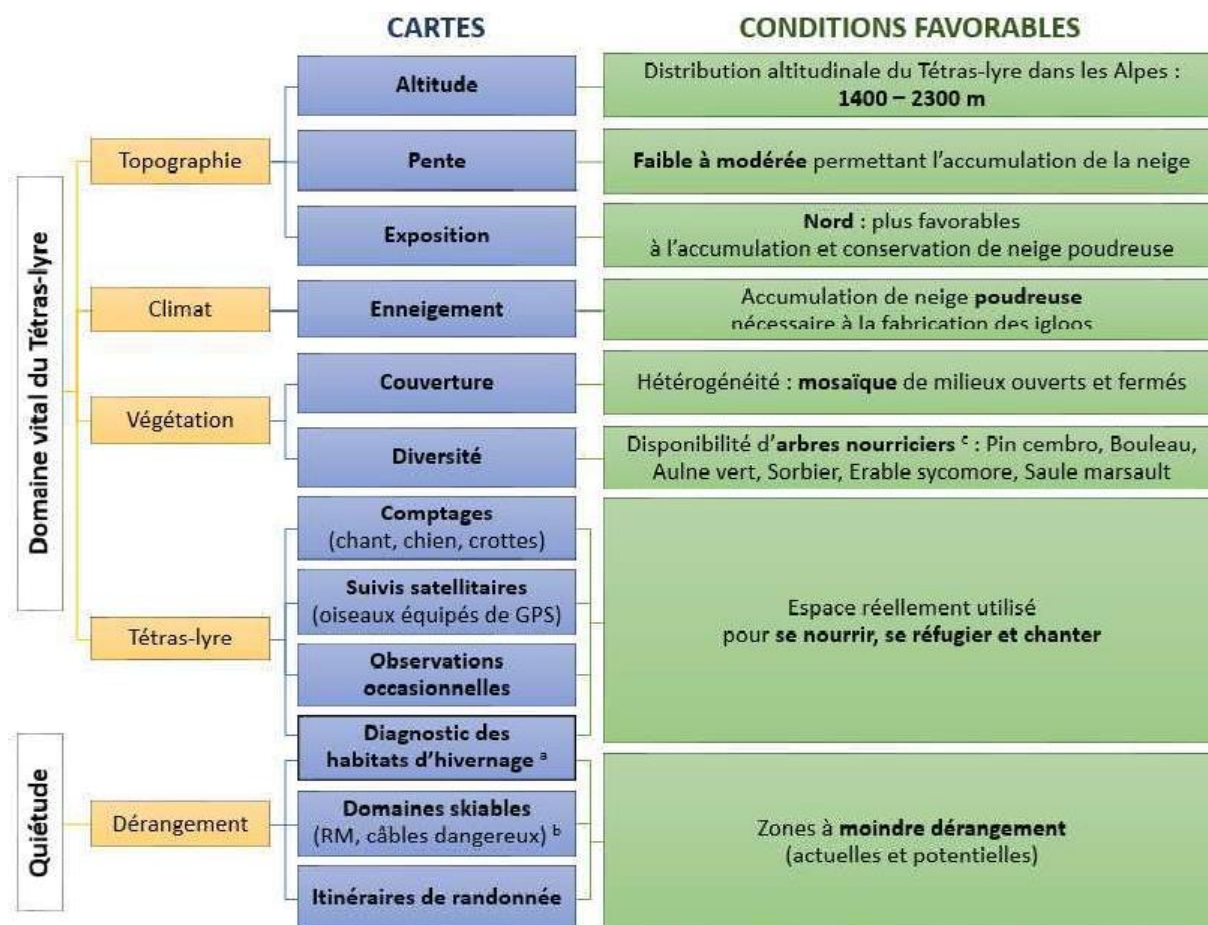 CARTES
CONDITIONS FAVORABLES
Domaine vital du Tétras-lyre
Topographie
Altitude
Distribution altitudinale du Tétras-lyre dans les Alpes :
1400 – 2300 m
Pente
Faible à modérée permettant l'accumulation de la neige
Exposition
Nord : plus favorables
à l'accumulation et conservation de neige poudreuse
Climat
Enneigement
Accumulation de neige poudreuse
nécessaire à la fabrication des igloos
Végétation
Couverture
Hétérogénéité : mosaïque de milieux ouverts et fermés
Diversité
Disponibilité d'arbres nourriciers c : Pin cembro, Bouleau,
Aulne vert, Sorbier, Erable sycomore, Saule marsault
Tétras-lyre
Comptages
(chant, chien, crottes)
Suivis satellitaires
(oiseaux équipés de GPS)
Observations
occasionnelles
Diagnostic des
habitats d'hivernage a
Espace réellement utilisé
pour se nourrir, se réfugier et chanter
Quiétude
Dérangement
Domaines skiables
(RM, câbles dangereux) b
Itinéraires de randonnée
Zones à moindre dérangement
(actuelles et potentielles)